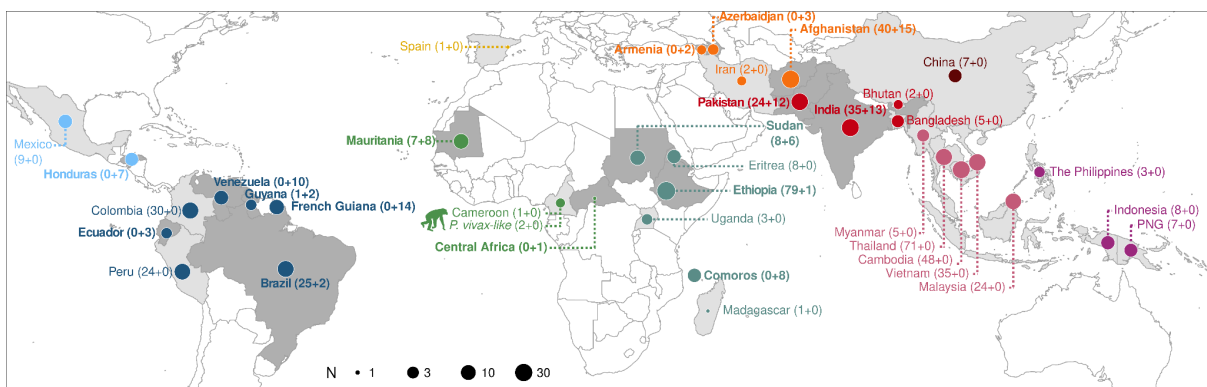 Azerbaidjan (0+3)
Afghanistan (40+15)
Spain (1+0)
Armenia (0+2)
Iran (2+0)
China (7+0)
Pakistan (24+12)
India (35+13)
Bhutan (2+0)
Bangladesh (5+0)
Mexico
(9+0)
Honduras (0+7)
Mauritania (7+8)
Sudan
(8+6)
Eritrea (8+0)
Ethiopia (79+1)
Uganda (3+0)
The Philippines (3+0)
Venezuela (0+10)
Guyana (1+2)
French Guiana (0+14)
Colombia (30+0)
Ecuador (0+3)
Peru (24+0)
Brazil (25+2)
Cameroon (1+0)
P. vivax-like (2+0)
Central Africa (0+1)
Comoros (0+8)
Madagascar (1+0)
Myanmar (5+0)
Thailand (71+0)
Cambodia (48+0)
Vietnam (35+0)
Malaysia (24+0)
Indonesia (8+0)
PNG (7+0)
N 1 3 10 30